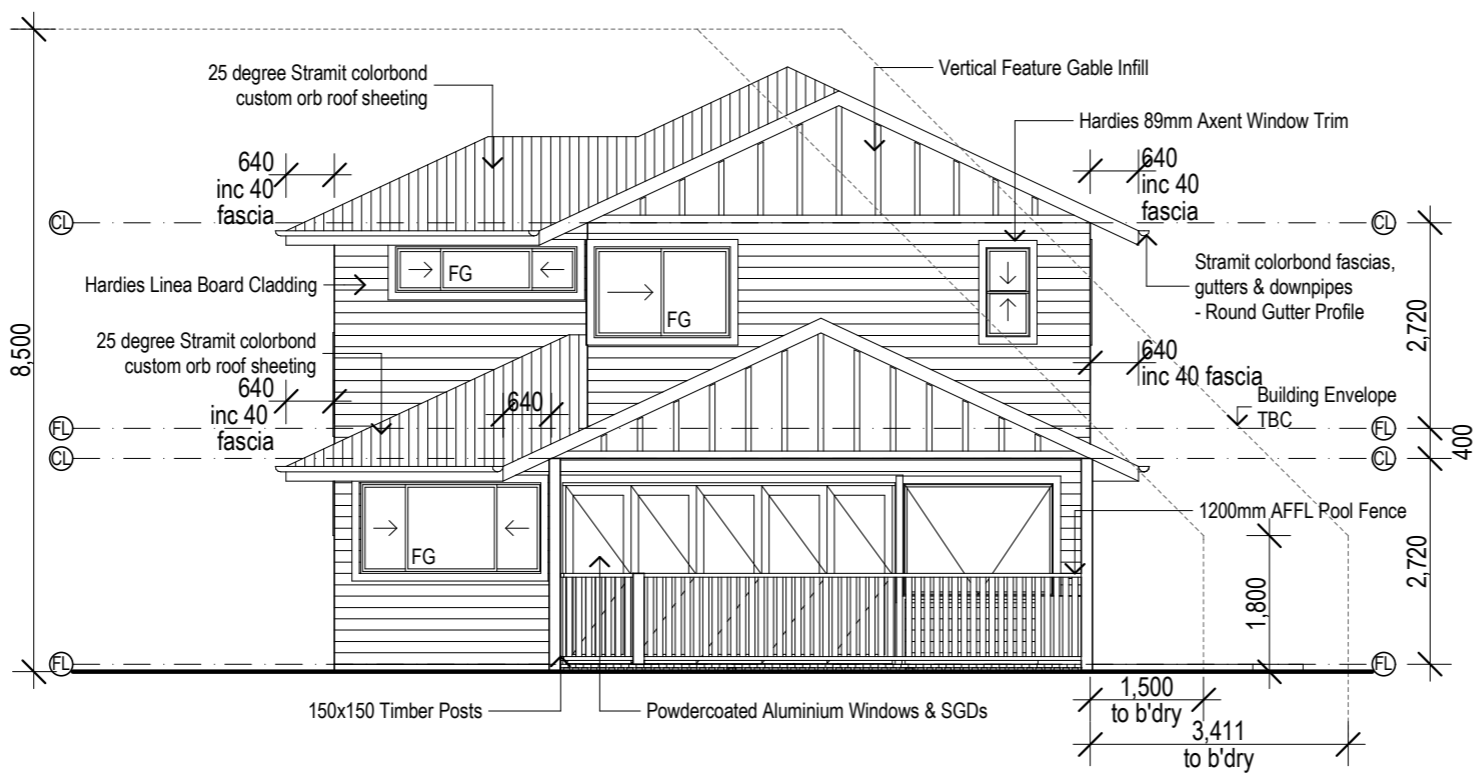 25 degree Stramit colorbond
custom orb roof sheeting
Vertical Feature Gable Infill
Hardies 89mm Axent Window Trim
640
inc 40
fascia
640
inc 40
fascia
CL
CL
FG
Hardies Linea Board Cladding
FG
Stramit colorbond fascias,
gutters & downpipes
- Round Gutter Profile
2,720
8,500
25 degree Stramit colorbond
custom orb roof sheeting
640
inc 40
fascia
640
640
inc 40 fascia
Building Envelope
TBC
FL
FL
400
CL
CL
FG
1200mm AFFL Pool Fence
1,800
2,720
FL
FL
150x150 Timber Posts
Powdercoated Aluminium Windows & SGDs
1,500
to b'dry
3,411
to b'dry